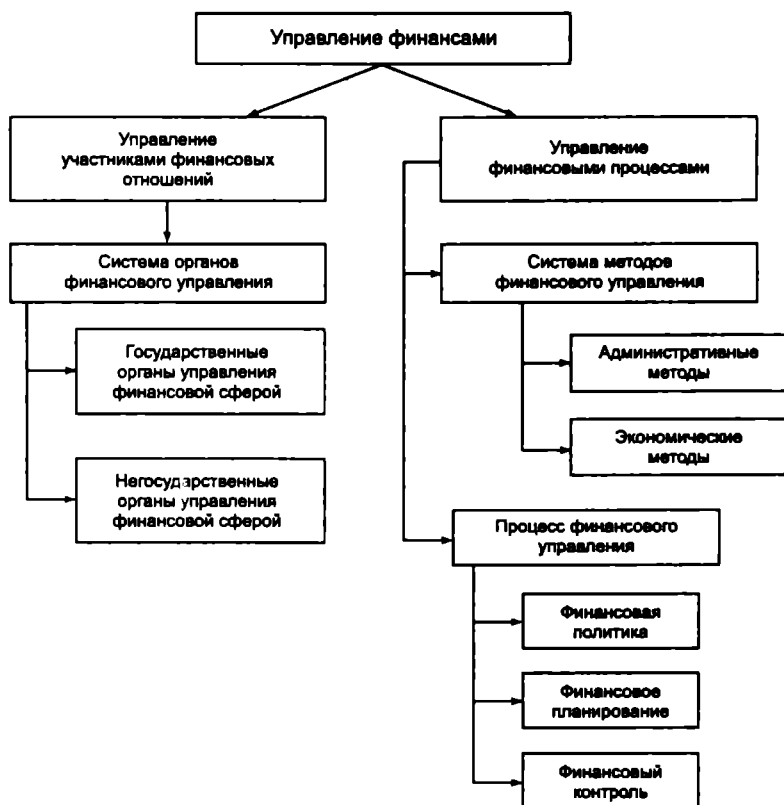 Управление финансами
Управление
участниками финансовых
отношений
Система органов
финансового управления
Государственные
органы управления
финансовой сферой
Негосударственные
органы управления
финансовой сферой
Управление
финансовыми процессами
Система методов
финансового управления
Административные
методы
Экономические
методы
Процесс финансового
управления
Финансовая
политика
Финансовое
планирование
Финансовый
контроль